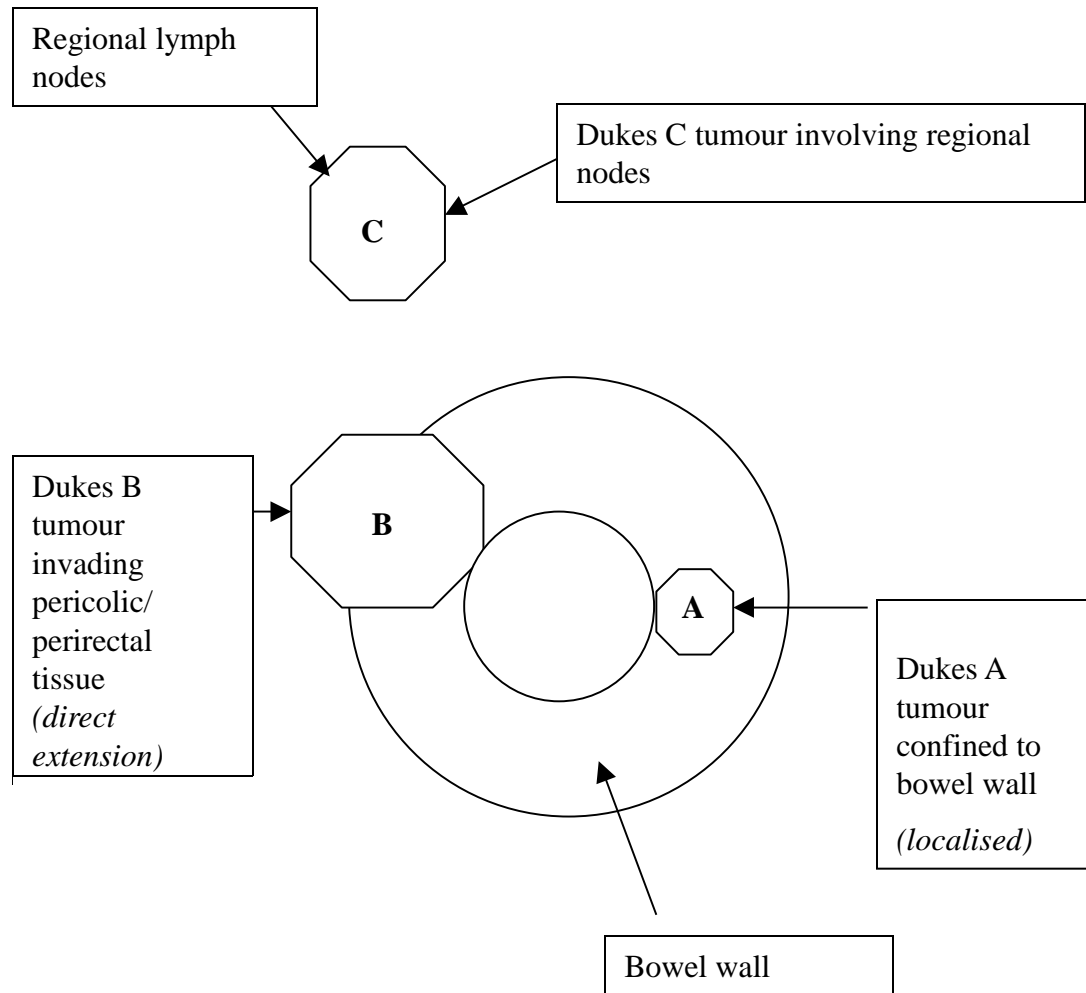 Regional lymph
nodes
Dukes C tumour involving regional
nodes
C
Dukes B
tumour
invading
pericolic/
perirectal
tissue
(direct
extension)
B
A
Dukes A
tumour
confined to
bowel wall
(localised)
Bowel wall